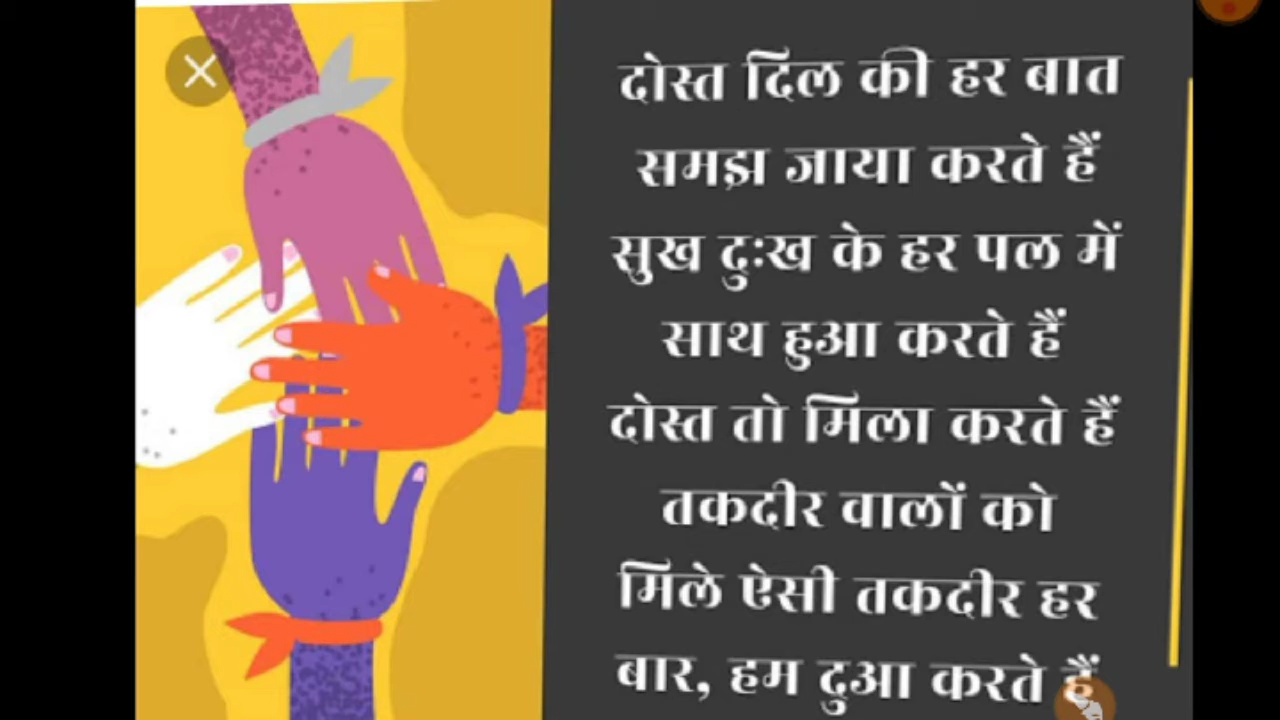 दोस्त दिल की हर बात
समझ जाया करते हैं
सुख दुःख के हर पल में
साथ हुआ करते हैं
दोस्त तो मिला करते हैं
तकदीर वालों को
मिले ऐसी तकदीर हर
बार, हम दुआ करते हैं